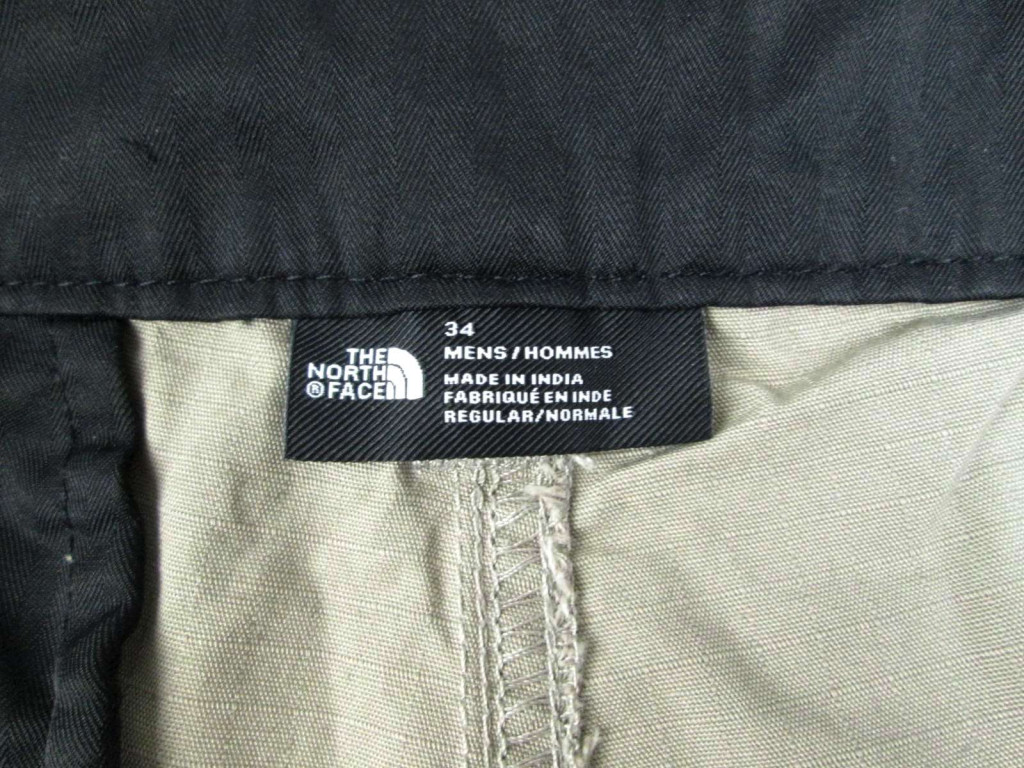 THE
NORTH
® FACE
34
MENS / HOMMES
MADE IN INDIA
FABRIQUÉ EN INDE
REGULAR/NORMALE